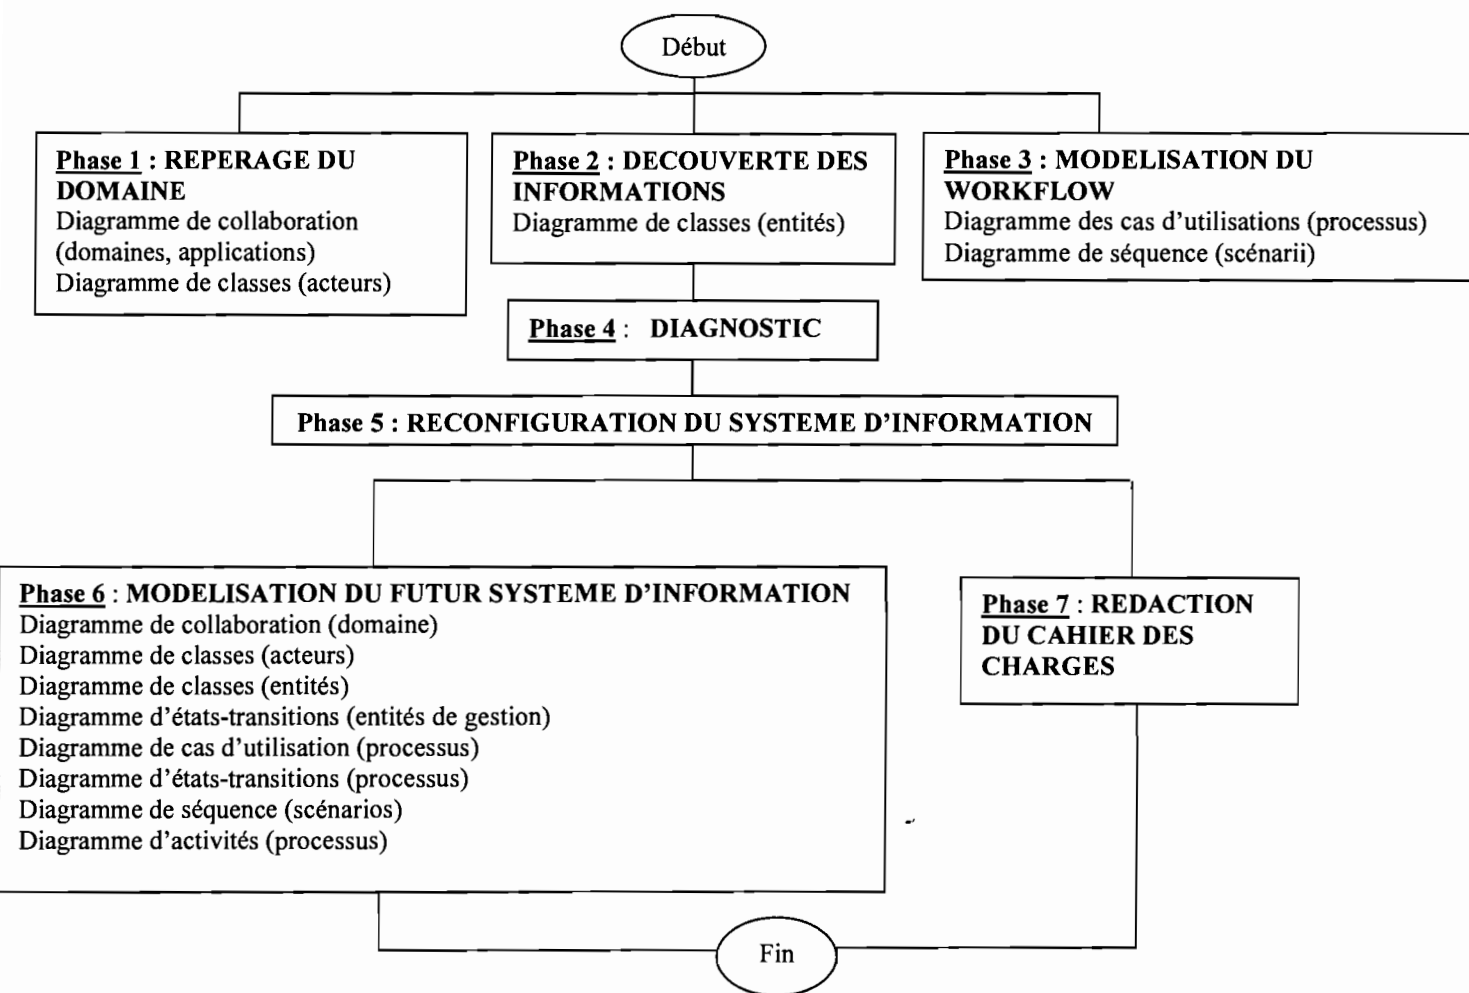 Début
Phase 1 : REPERAGE DU
DOMAINE
Diagramme de collaboration
(domaines, applications)
Diagramme de classes (acteurs)
Phase 2 : DECOUVERTE DES
INFORMATIONS
Diagramme de classes (entités)
Phase 3 : MODELISATION DU
WORKFLOW
Diagramme des cas d'utilisations (processus)
Diagramme de séquence (scénarii)
Phase 4 : DIAGNOSTIC
Phase 5 : RECONFIGURATION DU SYSTEME D'INFORMATION
Phase 6 : MODELISATION DU FUTUR SYSTEME D'INFORMATION
Diagramme de collaboration (domaine)
Diagramme de classes (acteurs)
Diagramme de classes (entités)
Diagramme d'états-transitions (entités de gestion)
Diagramme de cas d'utilisation (processus)
Diagramme d'états-transitions (processus)
Diagramme de séquence (scénarios)
Diagramme d'activités (processus)
Phase 7 : REDACTION
DU CAHIER DES
CHARGES
Fin